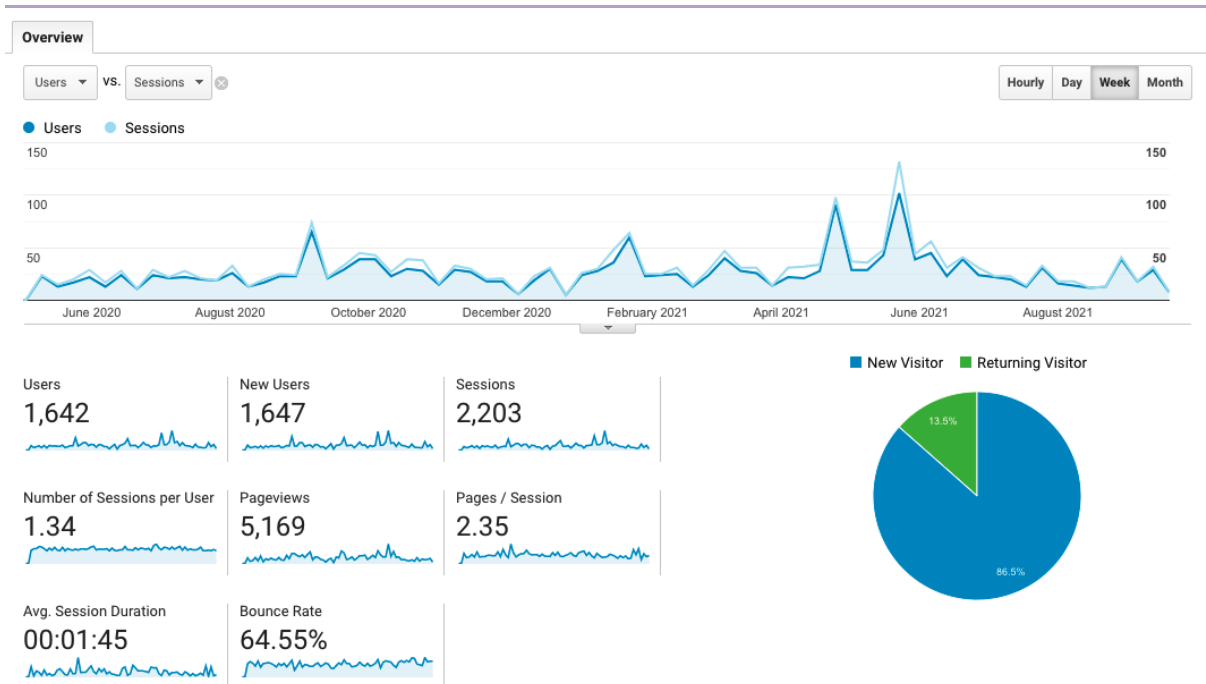 Overview
Users vs. Sessions
Hourly Day Week Month
Users Sessions
150 150
100 100
50 50
June 2020 August 2020 October 2020 December 2020 February 2021 April 2021 June 2021 August 2021
New Visitor Returning Visitor
Users New Users Sessions
1,642 1,647 2,203
13.5%
Number of Sessions per User Pageviews Pages / Session
1.34 5,169 2.35
86.5%
Avg. Session Duration Bounce Rate
00:01:45 64.55%